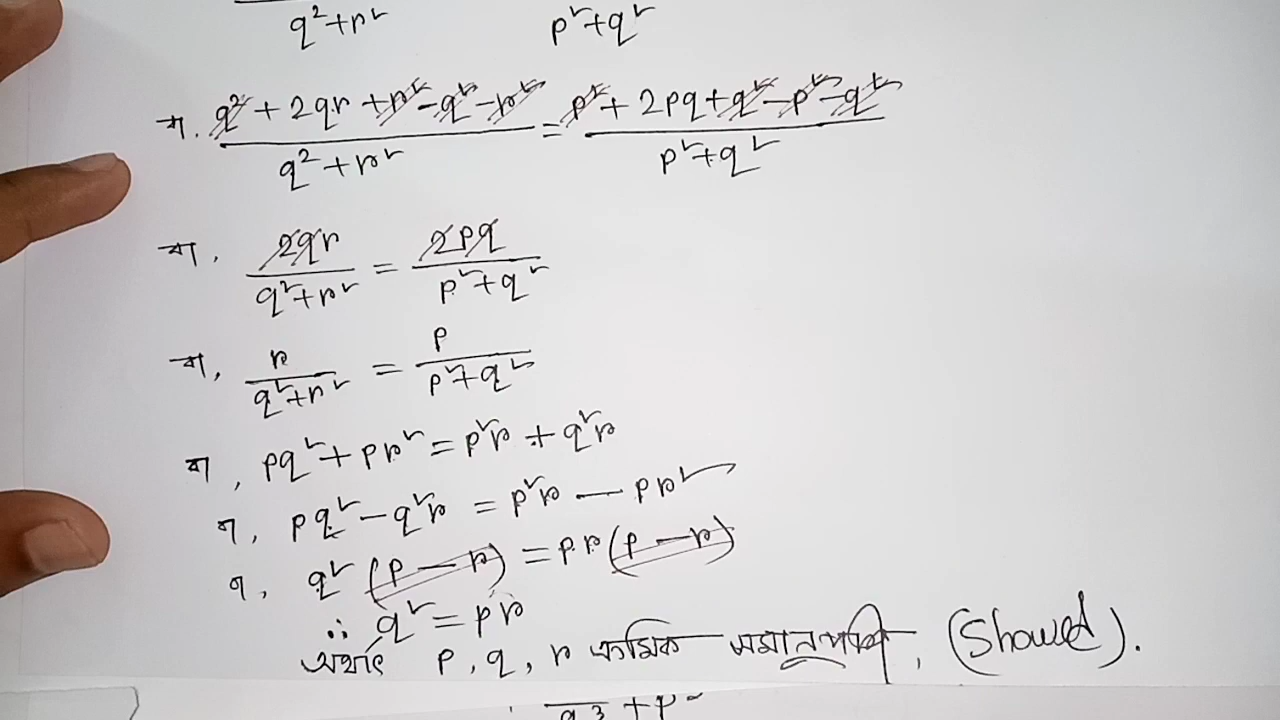 q²+r² p²+q²
বা, (q²+2qr+r²-q²-r²)/(q²+r²) = (p²+2pq+q²-p²-q²)/(p²+q²)
বা, 2qr/(q²+r²) = 2pq/(p²+q²)
বা, r/(q²+r²) = p/(p²+q²)
বা, pq²+pr² = p²r+q²r
বা, pq²-q²r = p²r-pr²
বা, q²(p-r) = pr(p-r)
∴ q² = pr
অর্থাৎ p, q, r ক্রমিক সমানুপাতী, (Showed).